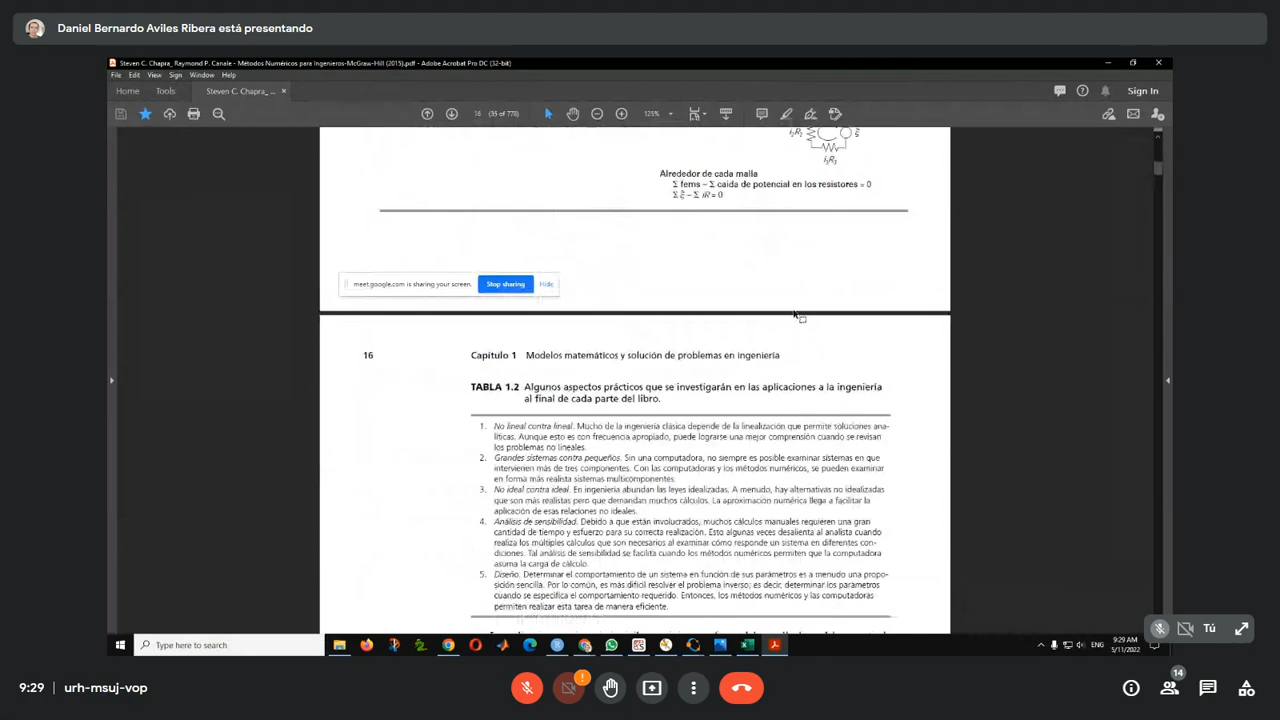 Daniel Bernardo Aviles Ribera está presentando
Steven C. Chapra_ Raymond P. Canale - Métodos Numéricos para Ingenieros-McGraw-Hill (2015).pdf - Adobe Acrobat Pro DC (32-bit)
File Edit View Sign Window Help
Home Tools Steven C. Chapra_ ... × Sign In
16 (35 of 778) 125%
i₂R₂ ξ
i₃R₃
Alrededor de cada malla
Σ fems – Σ caída de potencial en los resistores = 0
Σ ξ – Σ iR = 0
meet.google.com is sharing your screen. Stop sharing Hide
16 Capítulo 1 Modelos matemáticos y solución de problemas en ingeniería
TABLA 1.2 Algunos aspectos prácticos que se investigarán en las aplicaciones a la ingeniería
al final de cada parte del libro.
1. No lineal contra lineal. Mucho de la ingeniería clásica depende de la linealización que permite soluciones ana-
líticas. Aunque esto es con frecuencia apropiado, puede lograrse una mejor comprensión cuando se revisan
los problemas no lineales.
2. Grandes sistemas contra pequeños. Sin una computadora, no siempre es posible examinar sistemas en que
intervienen más de tres componentes. Con las computadoras y los métodos numéricos, se pueden examinar
en forma más realista sistemas multicomponentes.
3. No ideal contra ideal. En ingeniería abundan las leyes idealizadas. A menudo, hay alternativas no idealizadas
que son más realistas pero que demandan muchos cálculos. La aproximación numérica llega a facilitar la
aplicación de esas relaciones no ideales.
4. Análisis de sensibilidad. Debido a que están involucrados, muchos cálculos manuales requieren una gran
cantidad de tiempo y esfuerzo para su correcta realización. Esto algunas veces desalienta al analista cuando
realiza los múltiples cálculos que son necesarios al examinar cómo responde un sistema en diferentes con-
diciones. Tal análisis de sensibilidad se facilita cuando los métodos numéricos permiten que la computadora
asuma la carga de cálculo.
5. Diseño. Determinar el comportamiento de un sistema en función de sus parámetros es a menudo una propo-
sición sencilla. Por lo común, es más difícil resolver el problema inverso; es decir, determinar los parámetros
cuando se especifica el comportamiento requerido. Entonces, los métodos numéricos y las computadoras
permiten realizar esta tarea de manera eficiente.
Tú
Type here to search ENG 9:29 AM
5/11/2022
9:29 urh-msuj-vop 14